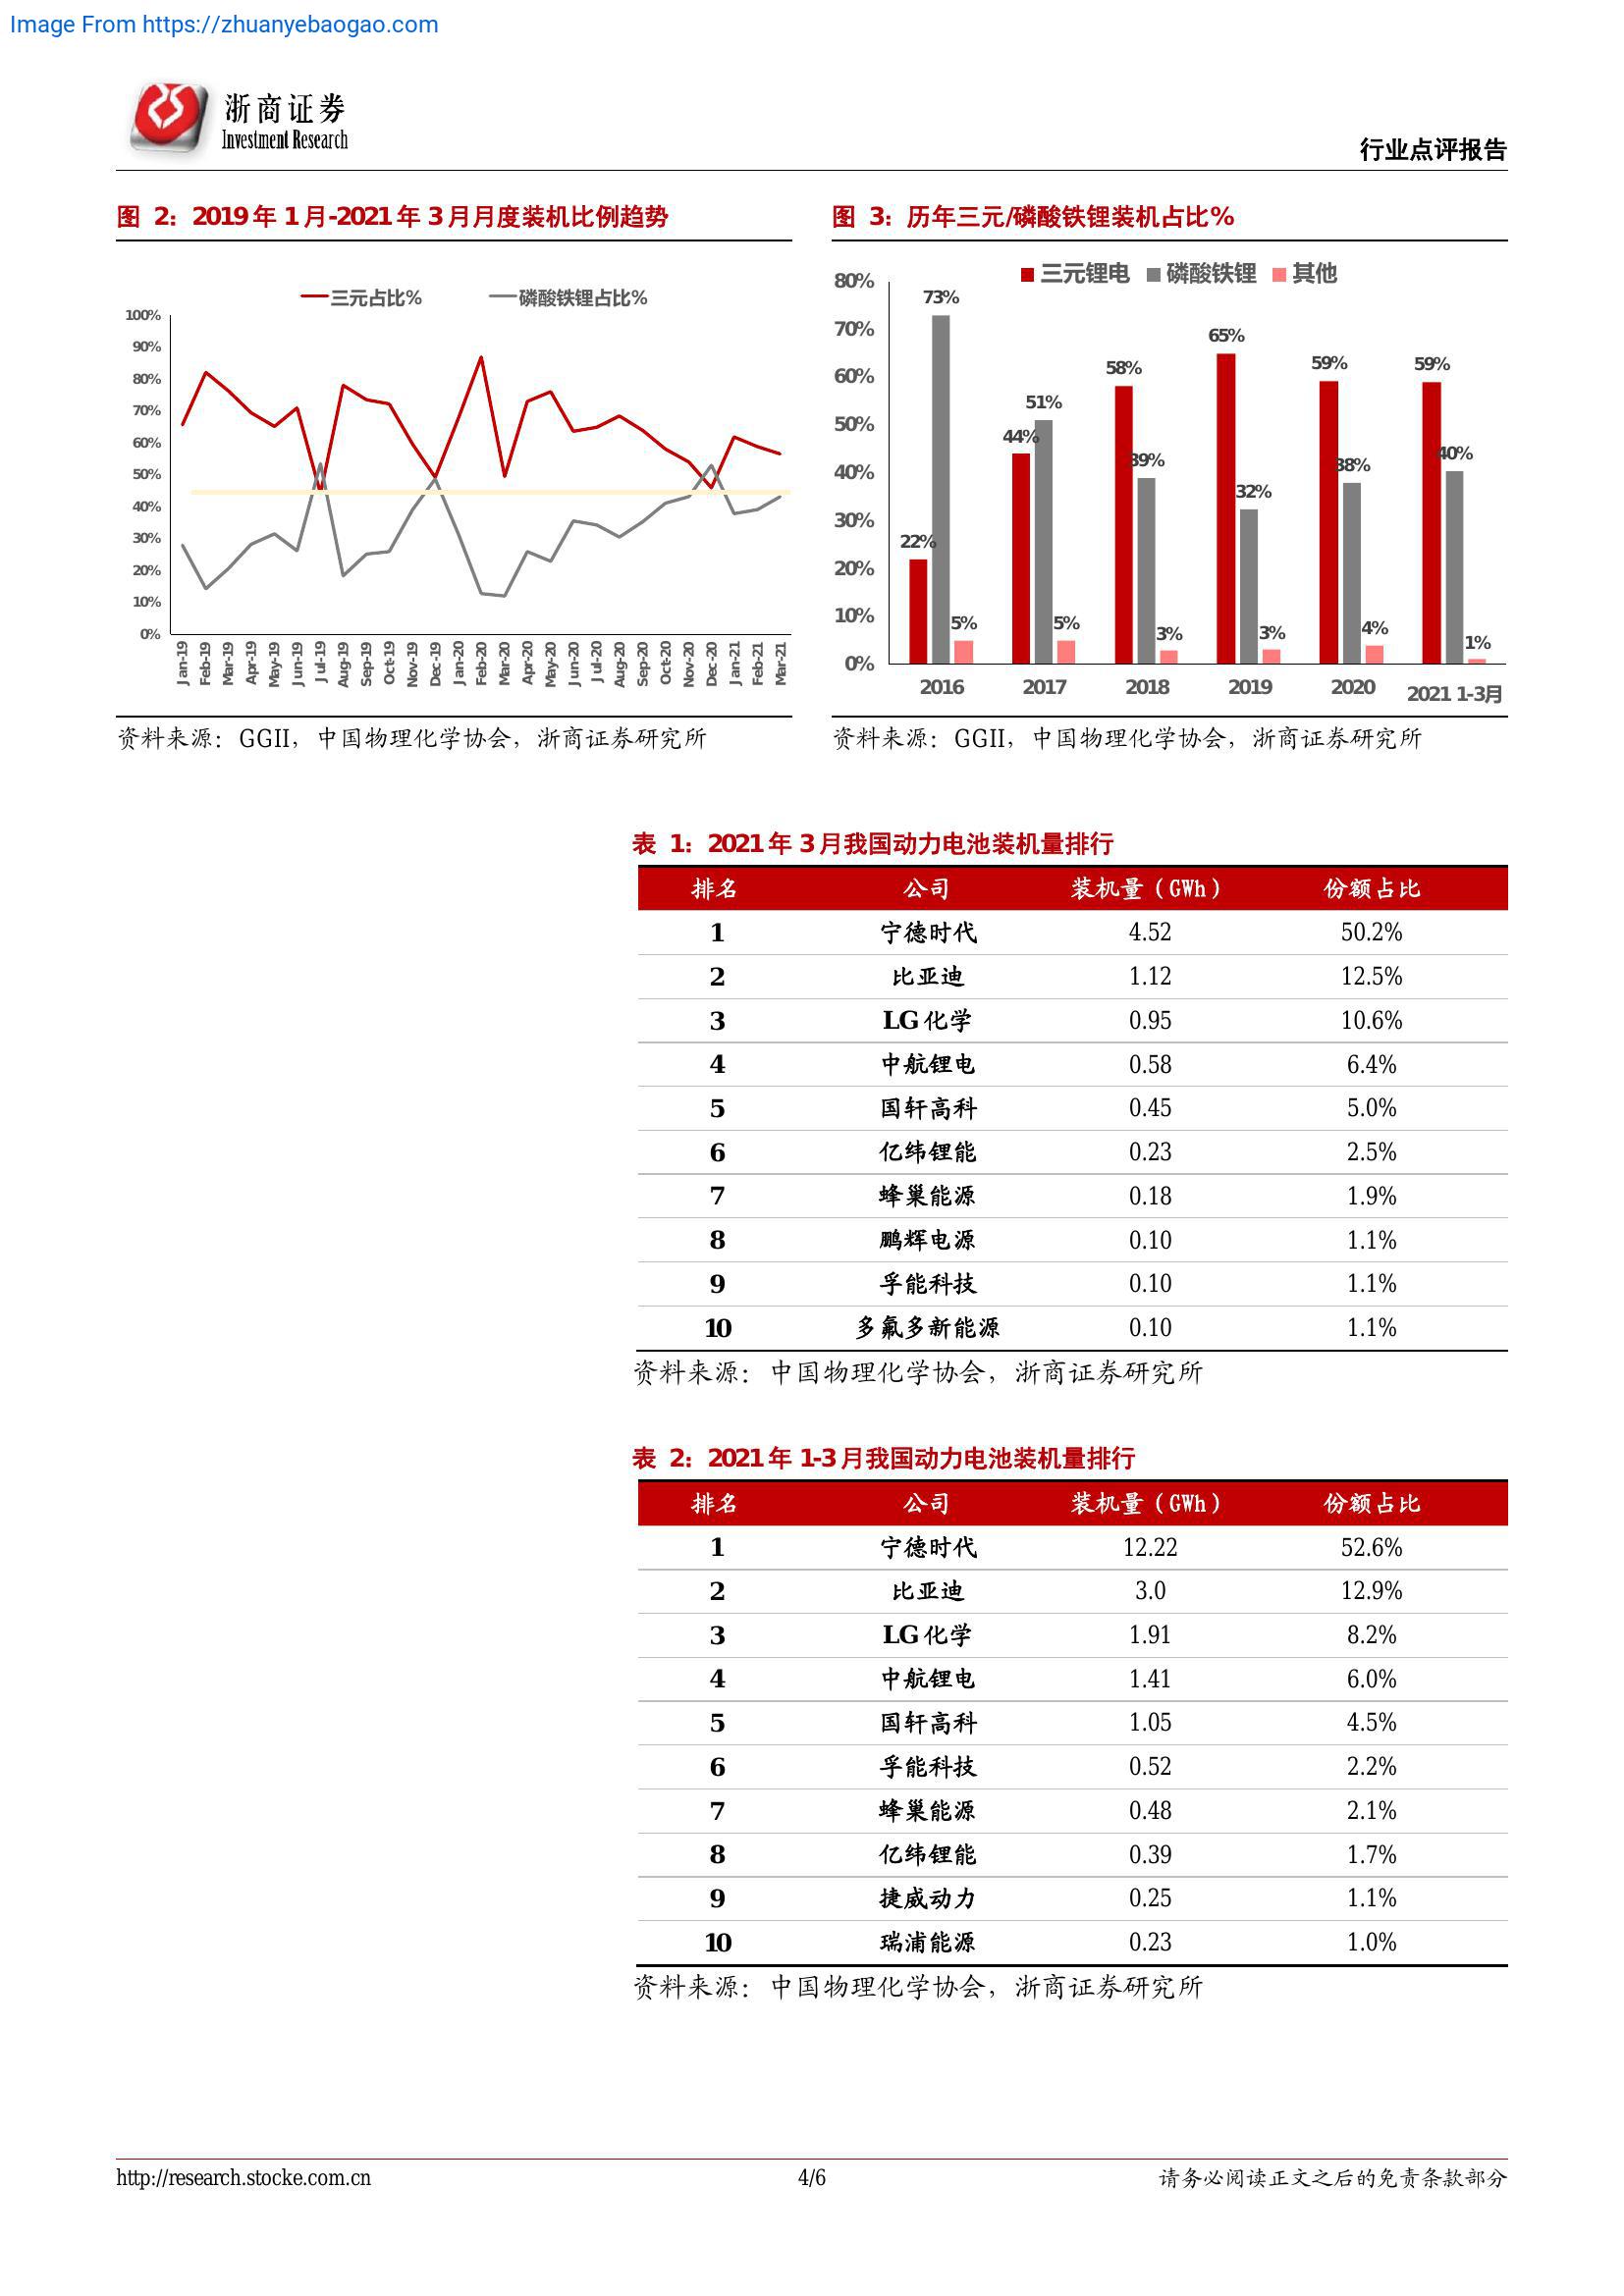 Image From https://zhuanyebaogao.com
浙商证券
Investment Research
行业点评报告
图 2：2019 年 1 月-2021 年 3 月月度装机比例趋势
三元占比% 磷酸铁锂占比%
100%
90%
80%
70%
60%
50%
40%
30%
20%
10%
0%
Jan-19 Feb-19 Mar-19 Apr-19 May-19 Jun-19 Jul-19 Aug-19 Sep-19 Oct-19 Nov-19 Dec-19 Jan-20 Feb-20 Mar-20 Apr-20 May-20 Jun-20 Jul-20 Aug-20 Sep-20 Oct-20 Nov-20 Dec-20 Jan-21 Feb-21 Mar-21
资料来源：GGII，中国物理化学协会，浙商证券研究所
图 3：历年三元/磷酸铁锂装机占比%
三元锂电 磷酸铁锂 其他
80%
70%
60%
50%
40%
30%
20%
10%
0%
22% 73% 5%
44% 51% 5%
58% 39% 3%
65% 32% 3%
59% 38% 4%
59% 40% 1%
2016 2017 2018 2019 2020 2021 1-3月
资料来源：GGII，中国物理化学协会，浙商证券研究所
表 1：2021 年 3 月我国动力电池装机量排行
排名 公司 装机量（GWh） 份额占比
1 宁德时代 4.52 50.2%
2 比亚迪 1.12 12.5%
3 LG 化学 0.95 10.6%
4 中航锂电 0.58 6.4%
5 国轩高科 0.45 5.0%
6 亿纬锂能 0.23 2.5%
7 蜂巢能源 0.18 1.9%
8 鹏辉电源 0.10 1.1%
9 孚能科技 0.10 1.1%
10 多氟多新能源 0.10 1.1%
资料来源：中国物理化学协会，浙商证券研究所
表 2：2021 年 1-3 月我国动力电池装机量排行
排名 公司 装机量（GWh） 份额占比
1 宁德时代 12.22 52.6%
2 比亚迪 3.0 12.9%
3 LG 化学 1.91 8.2%
4 中航锂电 1.41 6.0%
5 国轩高科 1.05 4.5%
6 孚能科技 0.52 2.2%
7 蜂巢能源 0.48 2.1%
8 亿纬锂能 0.39 1.7%
9 捷威动力 0.25 1.1%
10 瑞浦能源 0.23 1.0%
资料来源：中国物理化学协会，浙商证券研究所
http://research.stocke.com.cn 4/6 请务必阅读正文之后的免责条款部分